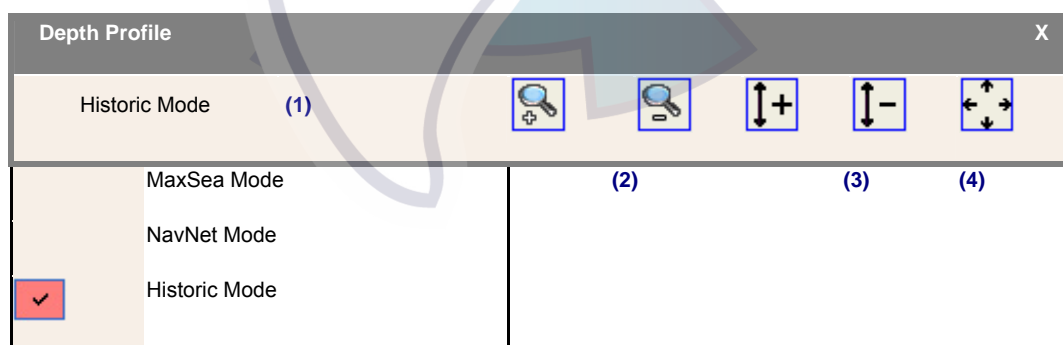 Depth Profile X
Historic Mode (1)
MaxSea Mode (2) (3) (4)
NavNet Mode
Historic Mode